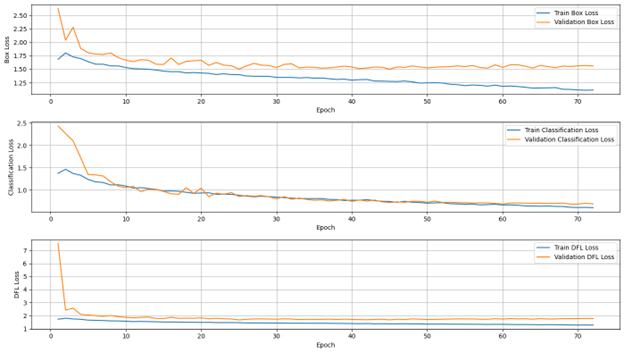 2.50
2.25
2.00
1.75
1.50
1.25
Box Loss
Train Box Loss
Validation Box Loss
0 10 20 30 40 50 60 70
Epoch
2.5
2.0
1.5
1.0
Classification Loss
Train Classification Loss
Validation Classification Loss
0 10 20 30 40 50 60 70
Epoch
7
6
5
4
3
2
1
DFL Loss
Train DFL Loss
Validation DFL Loss
0 10 20 30 40 50 60 70
Epoch